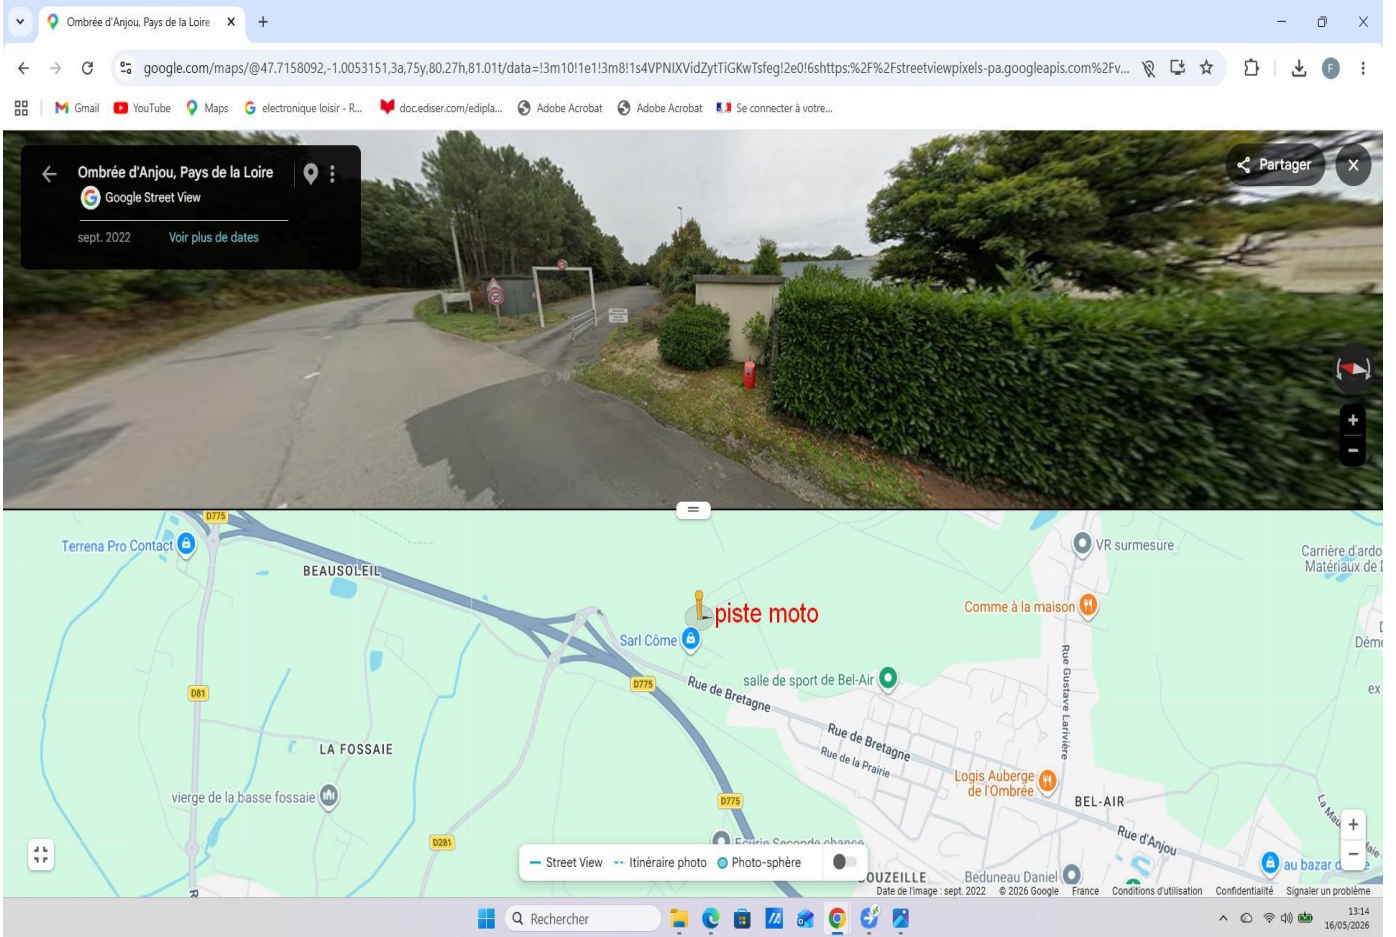 Ombrée d'Anjou, Pays de la Loire
google.com/maps/@47.7158092,-1.0053151,3a,75y,80.27h,81.01t/data=!3m10!1e1!3m8!1s4VPNIXVidZytTiGKwTsfeg!2e0!6shttps:%2F%2Fstreetviewpixels-pa.googleapis.com%2Fv...
F
Gmail
YouTube
Maps
electronique loisir - R...
doc.ediser.com/edipla...
Adobe Acrobat
Adobe Acrobat
Se connecter à votre...
Ombrée d'Anjou, Pays de la Loire
Google Street View
sept. 2022
Voir plus de dates
Partager
D775
Terrena Pro Contact
BEAUSOLEIL
VR surmesure
Carrière d'ardo
Matériaux de
piste moto
Comme à la maison
Sarl Côme
Démo
D775
Rue de Bretagne
salle de sport de Bel-Air
Rue Gustave Larivière
ex
D81
LA FOSSAIE
Rue de Bretagne
Rue de la Prairie
Logis Auberge
de l'Ombrée
vierge de la basse fossaie
D775
BEL-AIR
Rue d'Anjou
D281
Ecurie Seconde chance
Street View
Itinéraire photo
Photo-sphère
OUZEILLE
Beduneau Daniel
au bazar d
Date de l'image : sept. 2022
© 2026 Google
France
Conditions d'utilisation
Confidentialité
Signaler un problème
Rechercher
13:14
16/05/2026